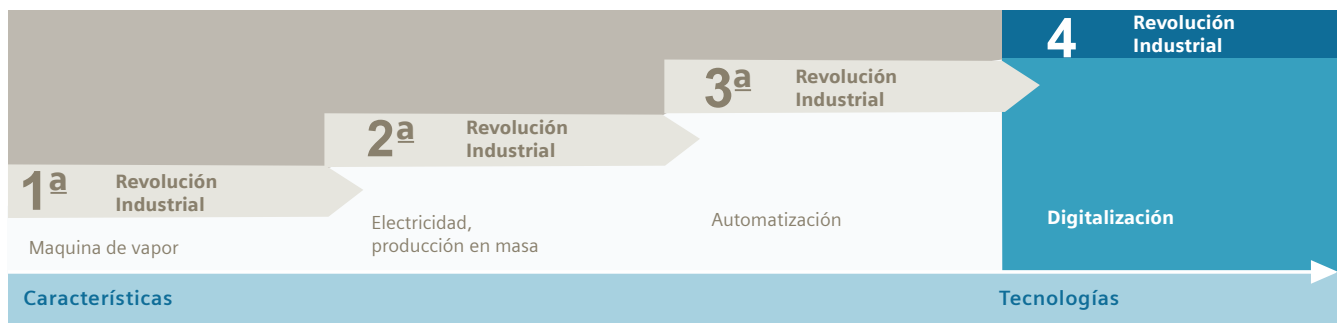 4 Revolución
Industrial
3ª Revolución
Industrial
2ª Revolución
Industrial
1ª Revolución
Industrial
Maquina de vapor
Electricidad,
producción en masa
Automatización
Digitalización
Características
Tecnologías